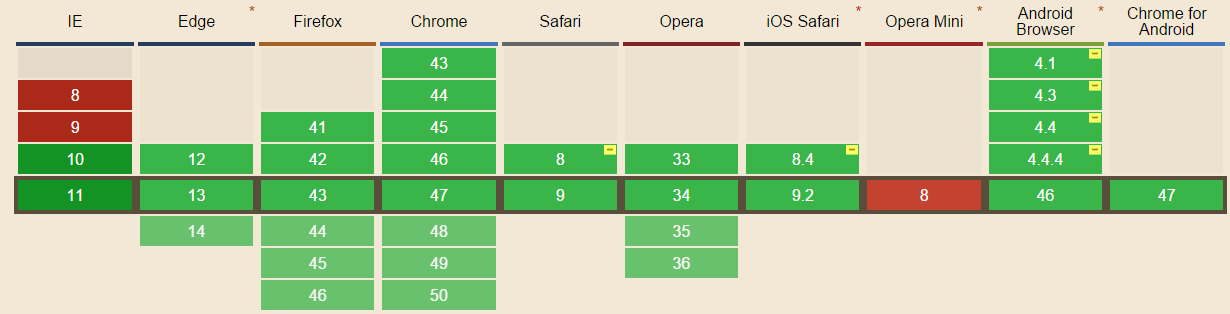 IE Edge * Firefox Chrome Safari Opera iOS Safari * Opera Mini * Android Browser * Chrome for Android
43 4.1
8 44 4.3
9 41 45 4.4
10 12 42 46 8 33 8.4 4.4.4
11 13 43 47 9 34 9.2 8 46 47
14 44 48 35
45 49 36
46 50